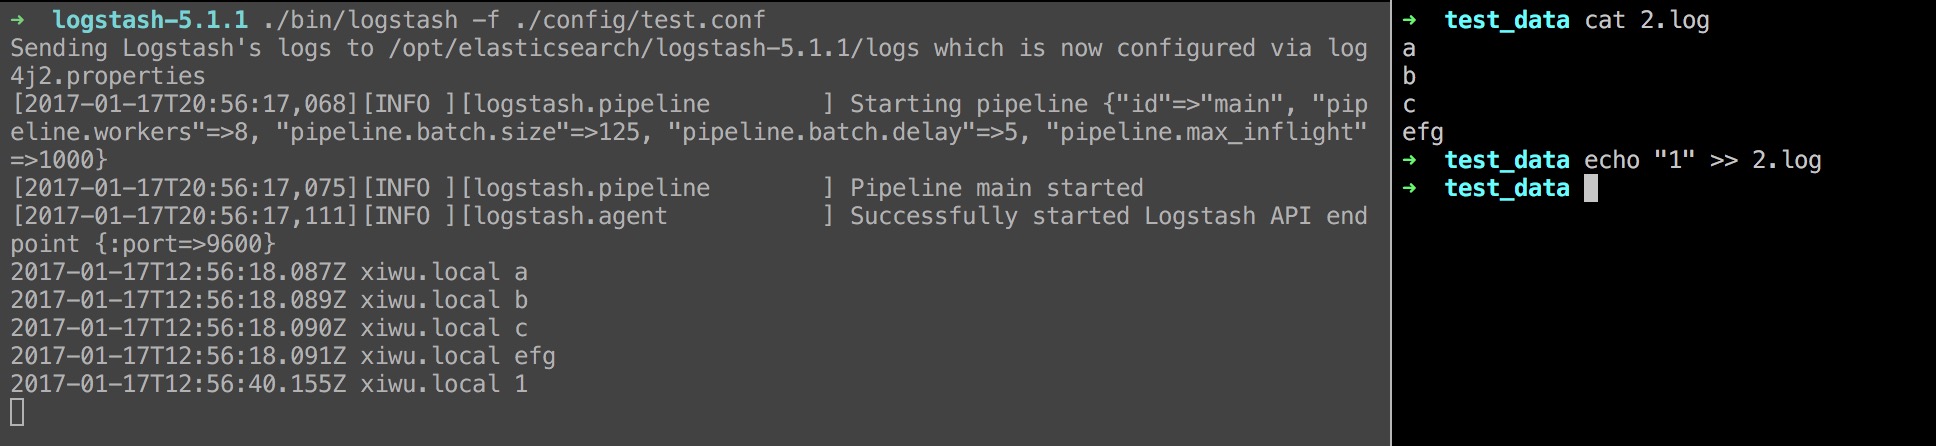 ➜  logstash-5.1.1 ./bin/logstash -f ./config/test.conf
Sending Logstash's logs to /opt/elasticsearch/logstash-5.1.1/logs which is now configured via log
4j2.properties
[2017-01-17T20:56:17,068][INFO ][logstash.pipeline        ] Starting pipeline {"id"=>"main", "pip
eline.workers"=>8, "pipeline.batch.size"=>125, "pipeline.batch.delay"=>5, "pipeline.max_inflight"
=>1000}
[2017-01-17T20:56:17,075][INFO ][logstash.pipeline        ] Pipeline main started
[2017-01-17T20:56:17,111][INFO ][logstash.agent           ] Successfully started Logstash API end
point {:port=>9600}
2017-01-17T12:56:18.087Z xiwu.local a
2017-01-17T12:56:18.089Z xiwu.local b
2017-01-17T12:56:18.090Z xiwu.local c
2017-01-17T12:56:18.091Z xiwu.local efg
2017-01-17T12:56:40.155Z xiwu.local 1
➜  test_data cat 2.log
a
b
c
efg
➜  test_data echo "1" >> 2.log
➜  test_data